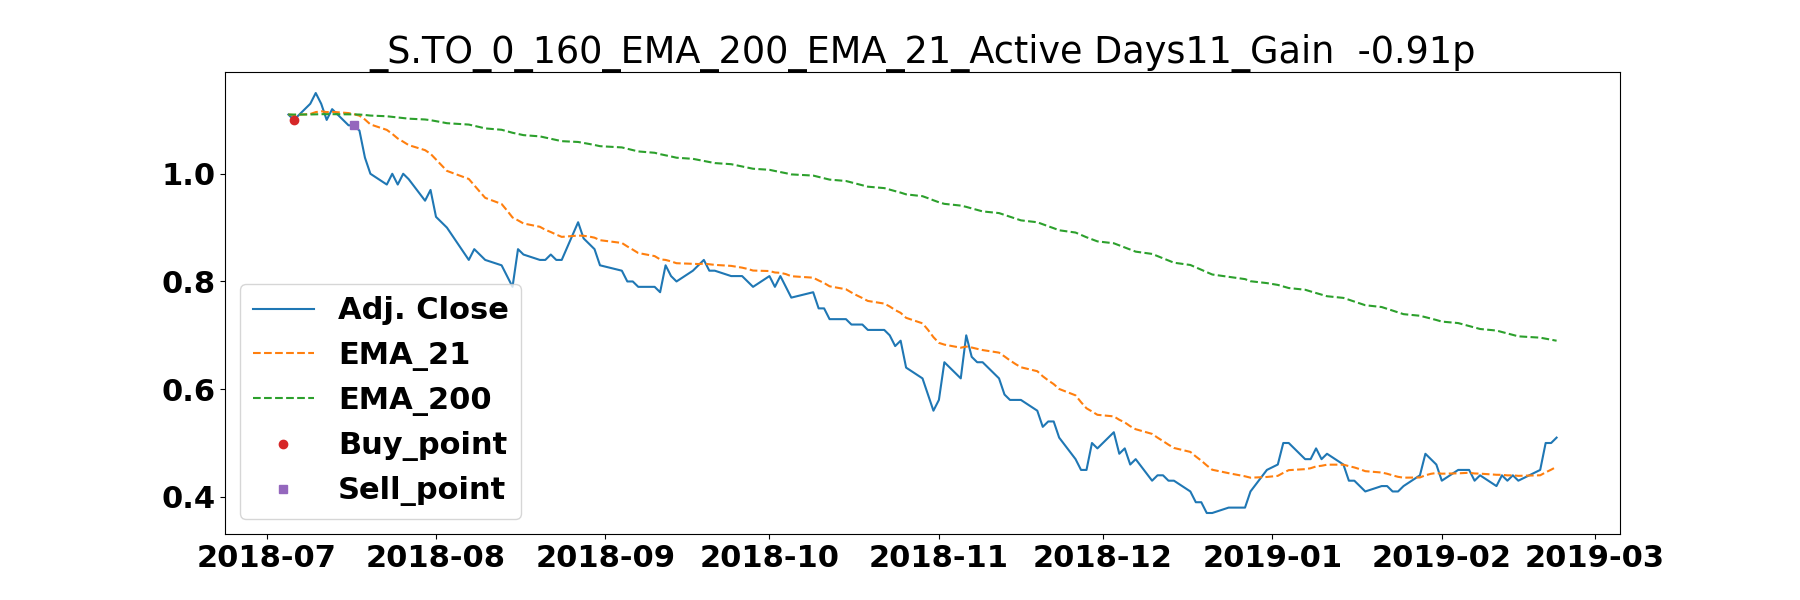 _S.TO_0_160_EMA_200_EMA_21_Active Days11_Gain  -0.91p
1.0
0.8
0.6
0.4
Adj. Close
EMA_21
EMA_200
Buy_point
Sell_point
2018-07 2018-08 2018-09 2018-10 2018-11 2018-12 2019-01 2019-02 2019-03